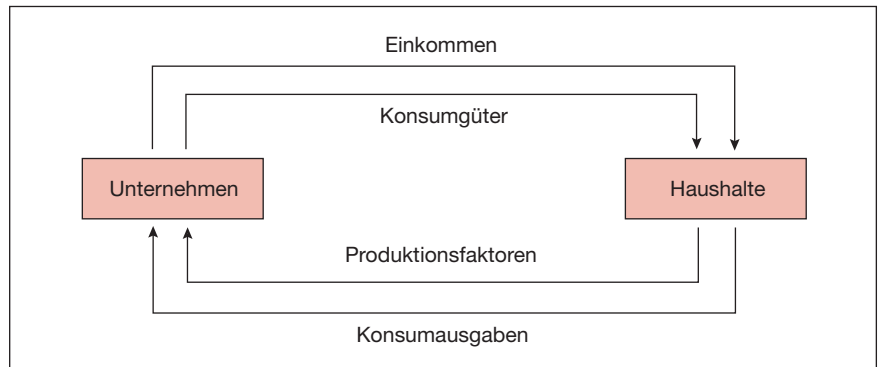 Einkommen
Konsumgüter
Unternehmen
Haushalte
Produktionsfaktoren
Konsumausgaben